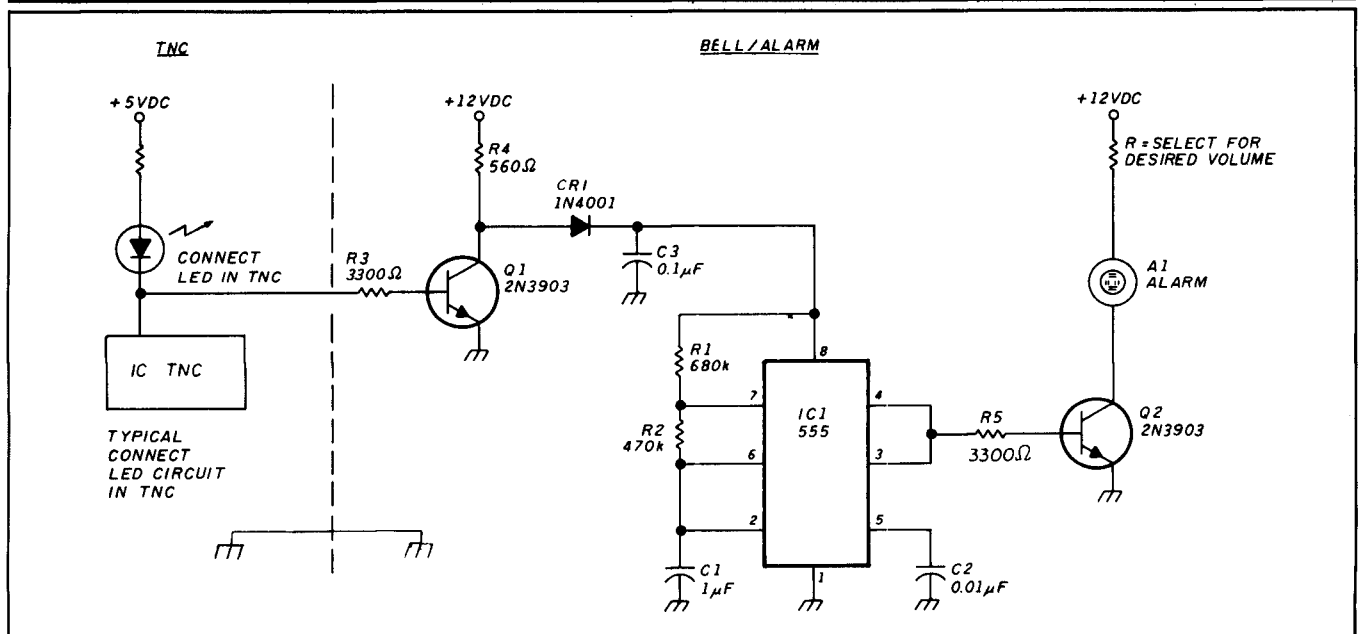 TNC
BELL/ALARM
+5VDC
CONNECT
LED IN TNC
IC TNC
TYPICAL
CONNECT
LED CIRCUIT
IN TNC
R3
3300Ω
+12VDC
R4
560Ω
Q1
2N3903
CR1
1N4001
C3
0.1μF
R1
680k
R2
470k
C1
1μF
8
7
6
2
1
IC1
555
4
3
5
C2
0.01μF
R5
3300Ω
+12VDC
R = SELECT FOR
DESIRED VOLUME
A1
ALARM
Q2
2N3903